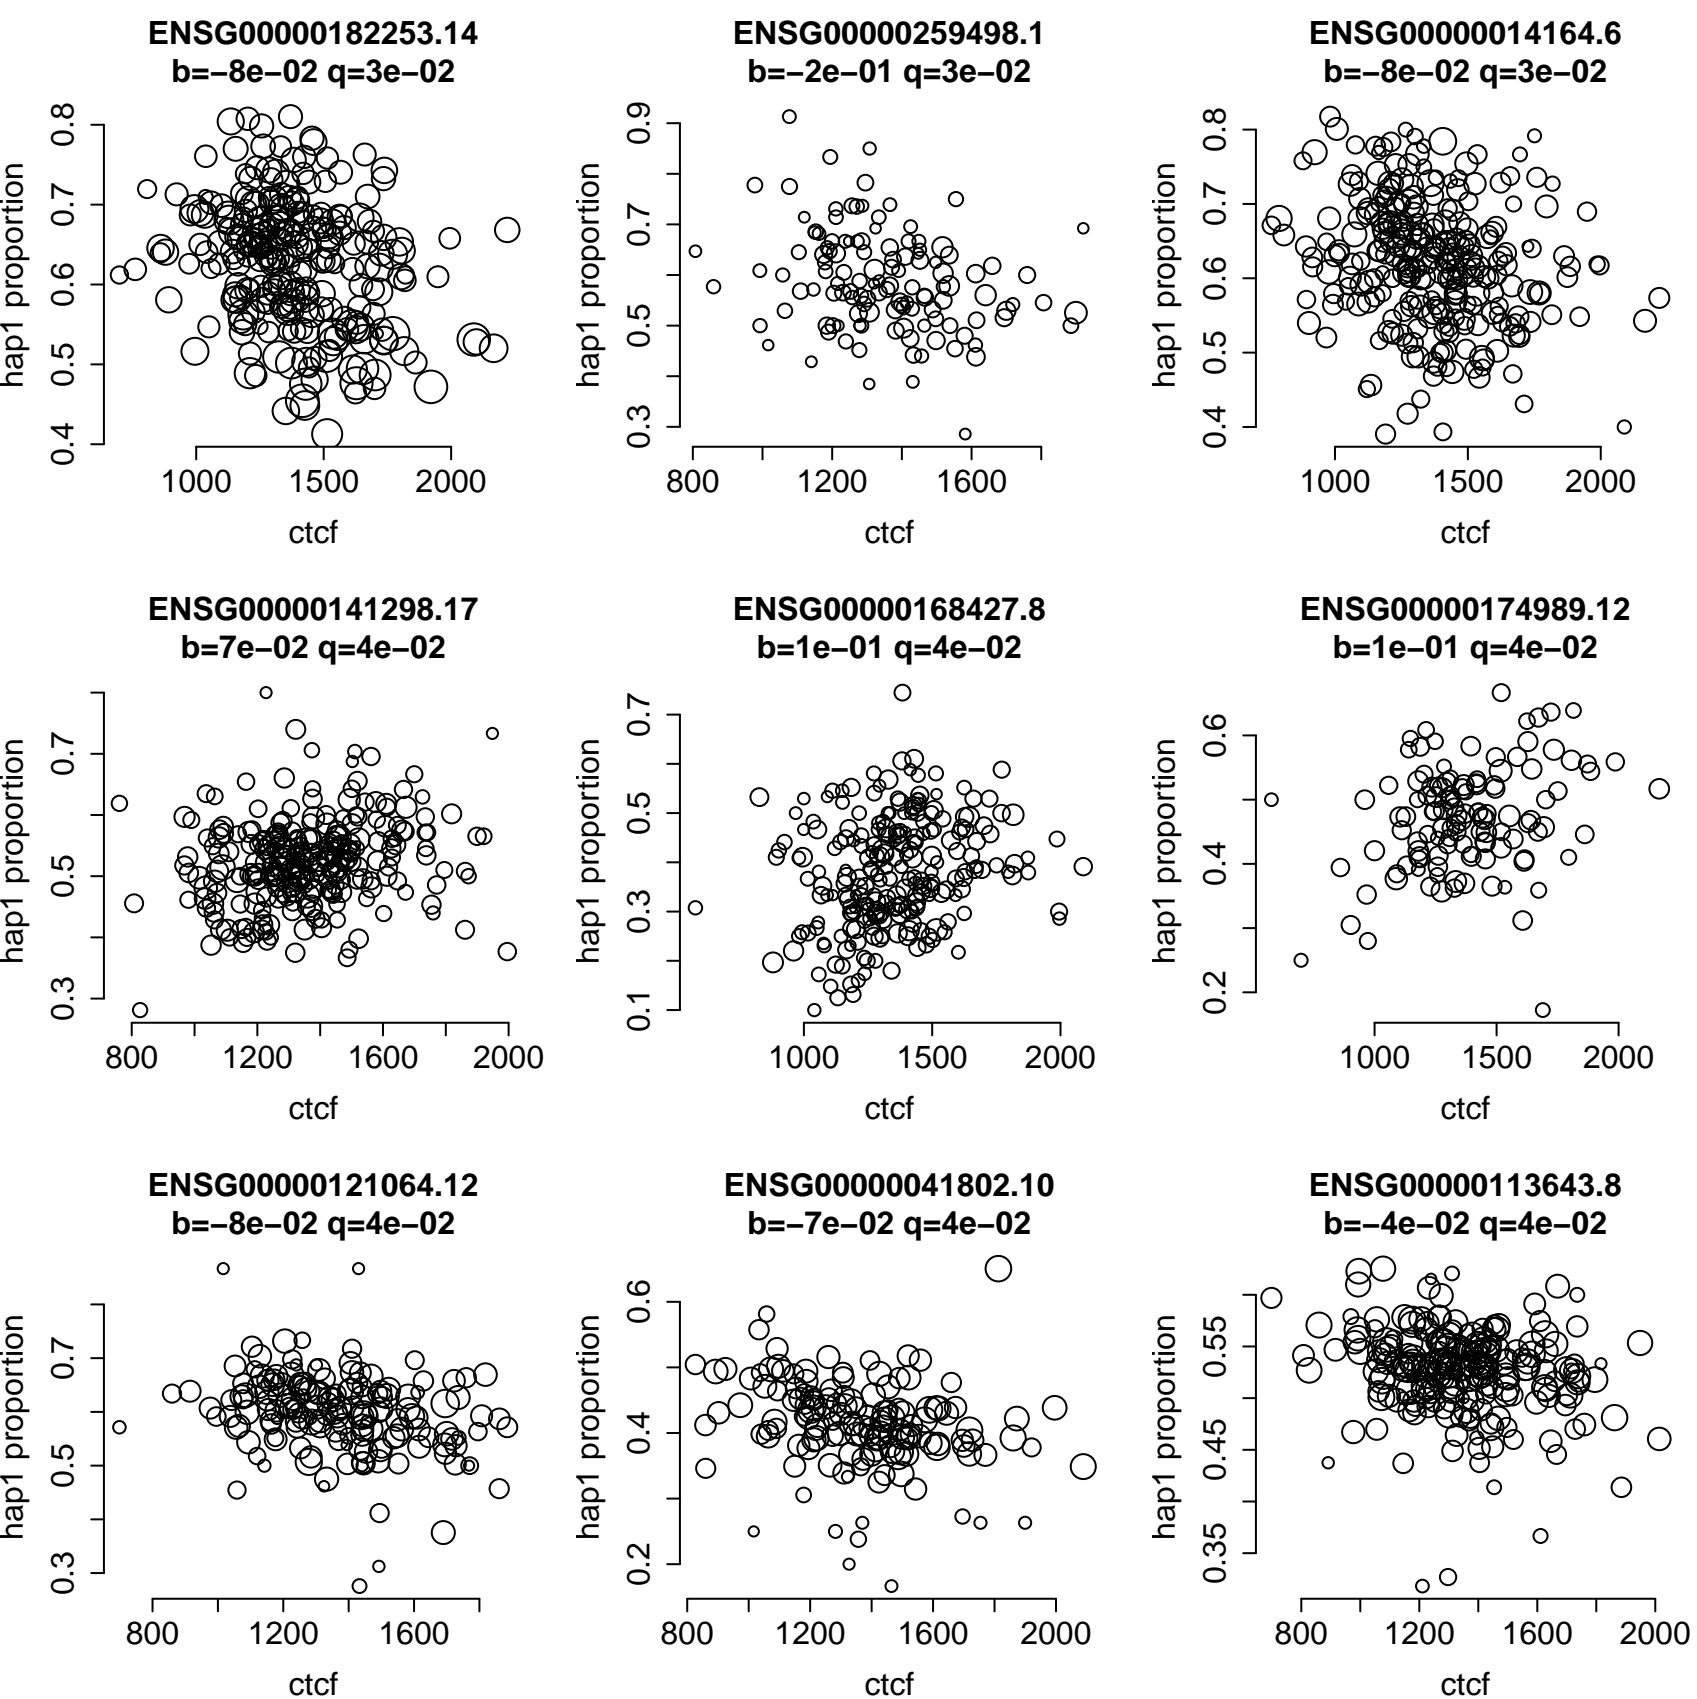 ENSG00000182253.14
b=−8e−02 q=3e−02
hap1 proportion
0.4 0.5 0.6 0.7 0.8
1000 1500 2000
ctcf
ENSG00000259498.1
b=−2e−01 q=3e−02
hap1 proportion
0.3 0.5 0.7 0.9
800 1200 1600
ctcf
ENSG00000014164.6
b=−8e−02 q=3e−02
hap1 proportion
0.4 0.5 0.6 0.7 0.8
1000 1500 2000
ctcf
ENSG00000141298.17
b=7e−02 q=4e−02
hap1 proportion
0.3 0.5 0.7
800 1200 1600 2000
ctcf
ENSG00000168427.8
b=1e−01 q=4e−02
hap1 proportion
0.1 0.3 0.5 0.7
1000 1500 2000
ctcf
ENSG00000174989.12
b=1e−01 q=4e−02
hap1 proportion
0.2 0.4 0.6
1000 1500 2000
ctcf
ENSG00000121064.12
b=−8e−02 q=4e−02
hap1 proportion
0.3 0.5 0.7
800 1200 1600
ctcf
ENSG00000041802.10
b=−7e−02 q=4e−02
hap1 proportion
0.2 0.4 0.6
800 1200 1600 2000
ctcf
ENSG00000113643.8
b=−4e−02 q=4e−02
hap1 proportion
0.35 0.45 0.55
800 1200 1600 2000
ctcf